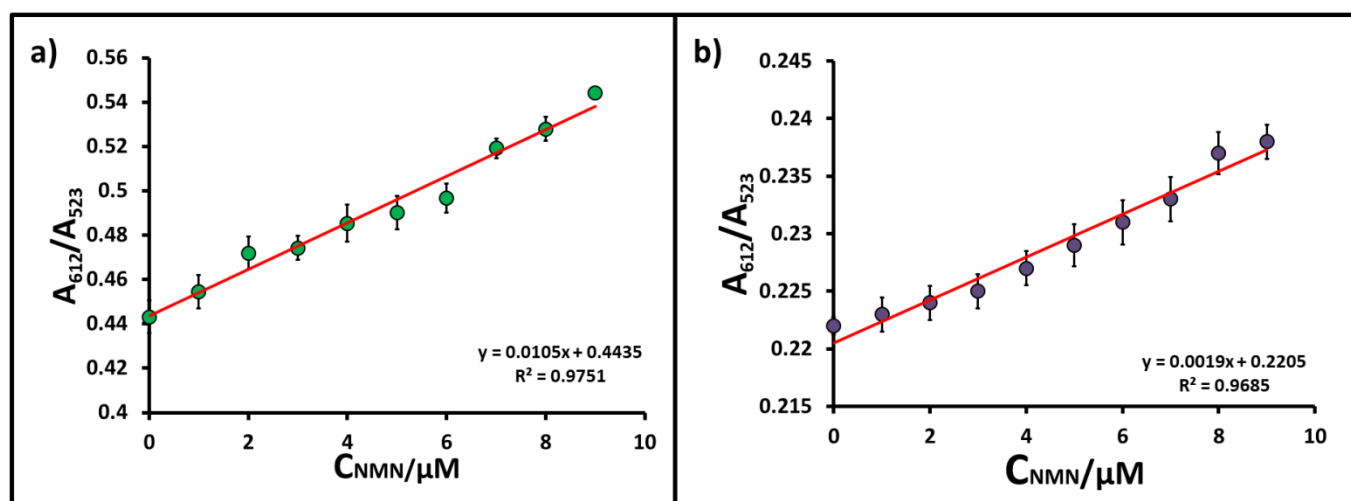 a)
0.56
0.54
0.52
0.5
0.48
0.46
0.44
0.42
0.4
A612/A523
y = 0.0105x + 0.4435
R² = 0.9751
0 2 4 6 8 10
CNMN/μM
b)
0.245
0.24
0.235
0.23
0.225
0.22
0.215
A612/A523
y = 0.0019x + 0.2205
R² = 0.9685
0 2 4 6 8 10
CNMN/μM